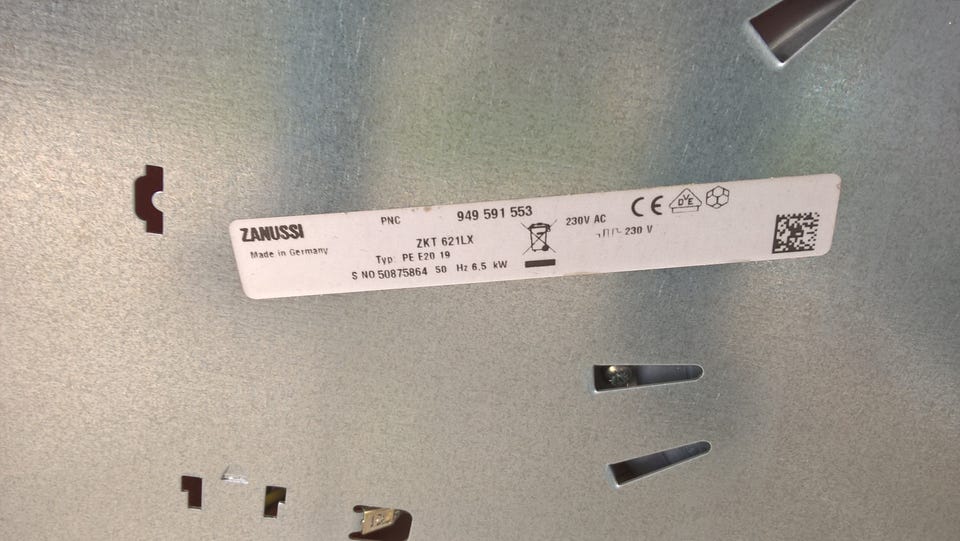 ZANUSSI
Made in Germany
PNC 949 591 553
ZKT 621LX
Typ: PE E20 19
S NO 50875864 50 Hz 6,5 kW
230V AC
230 V
CE
DVE